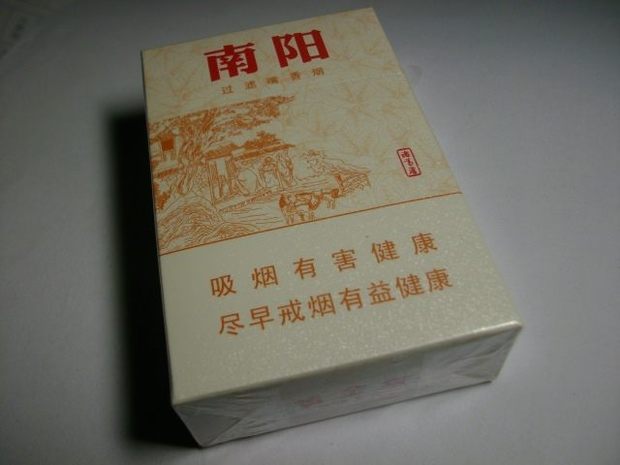 南阳
过滤嘴香烟
吸烟有害健康
尽早戒烟有益健康